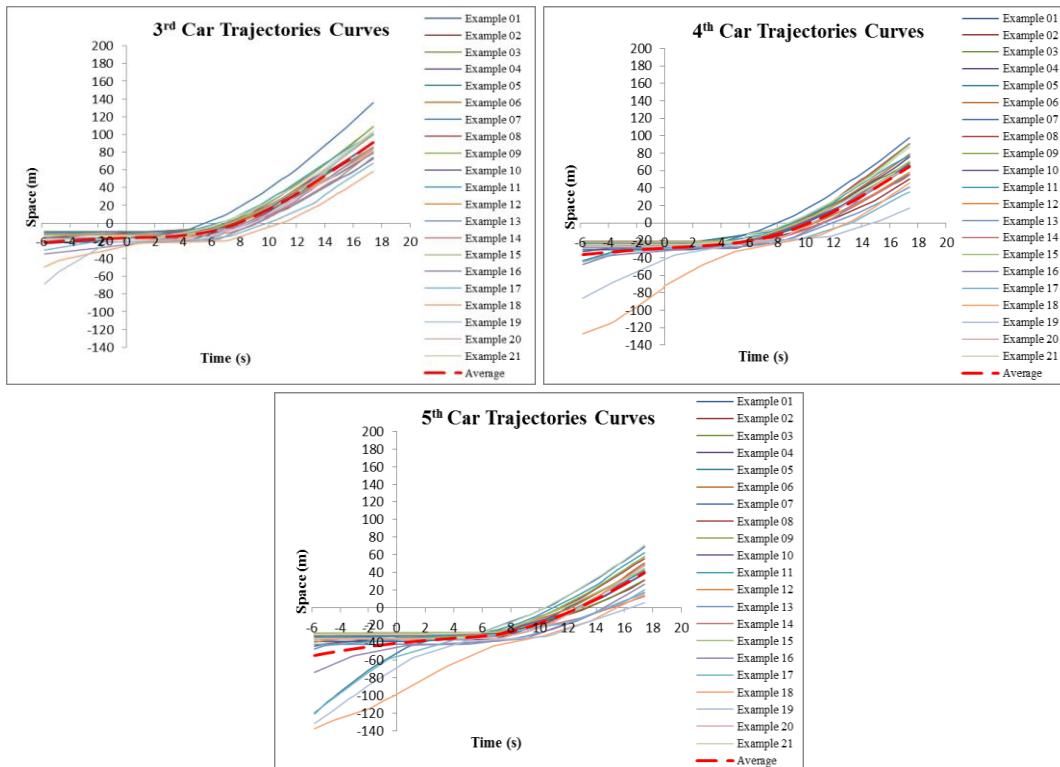 3rd Car Trajectories Curves
Space (m)
200
180
160
140
120
100
80
60
40
20
0
-20
-40
-60
-80
-100
-120
-140
-6 -4 -2 0 2 4 6 8 10 12 14 16 18 20
Time (s)
Example 01
Example 02
Example 03
Example 04
Example 05
Example 06
Example 07
Example 08
Example 09
Example 10
Example 11
Example 12
Example 13
Example 14
Example 15
Example 16
Example 17
Example 18
Example 19
Example 20
Example 21
Average
4th Car Trajectories Curves
Space (m)
200
180
160
140
120
100
80
60
40
20
0
-20
-40
-60
-80
-100
-120
-140
-6 -4 -2 0 2 4 6 8 10 12 14 16 18 20
Time (s)
Example 01
Example 02
Example 03
Example 04
Example 05
Example 06
Example 07
Example 08
Example 09
Example 10
Example 11
Example 12
Example 13
Example 14
Example 15
Example 16
Example 17
Example 18
Example 19
Example 20
Example 21
Average
5th Car Trajectories Curves
Space (m)
200
180
160
140
120
100
80
60
40
20
0
-20
-40
-60
-80
-100
-120
-140
-6 -4 -2 0 2 4 6 8 10 12 14 16 18 20
Time (s)
Example 01
Example 02
Example 03
Example 04
Example 05
Example 06
Example 07
Example 08
Example 09
Example 10
Example 11
Example 12
Example 13
Example 14
Example 15
Example 16
Example 17
Example 18
Example 19
Example 20
Example 21
Average